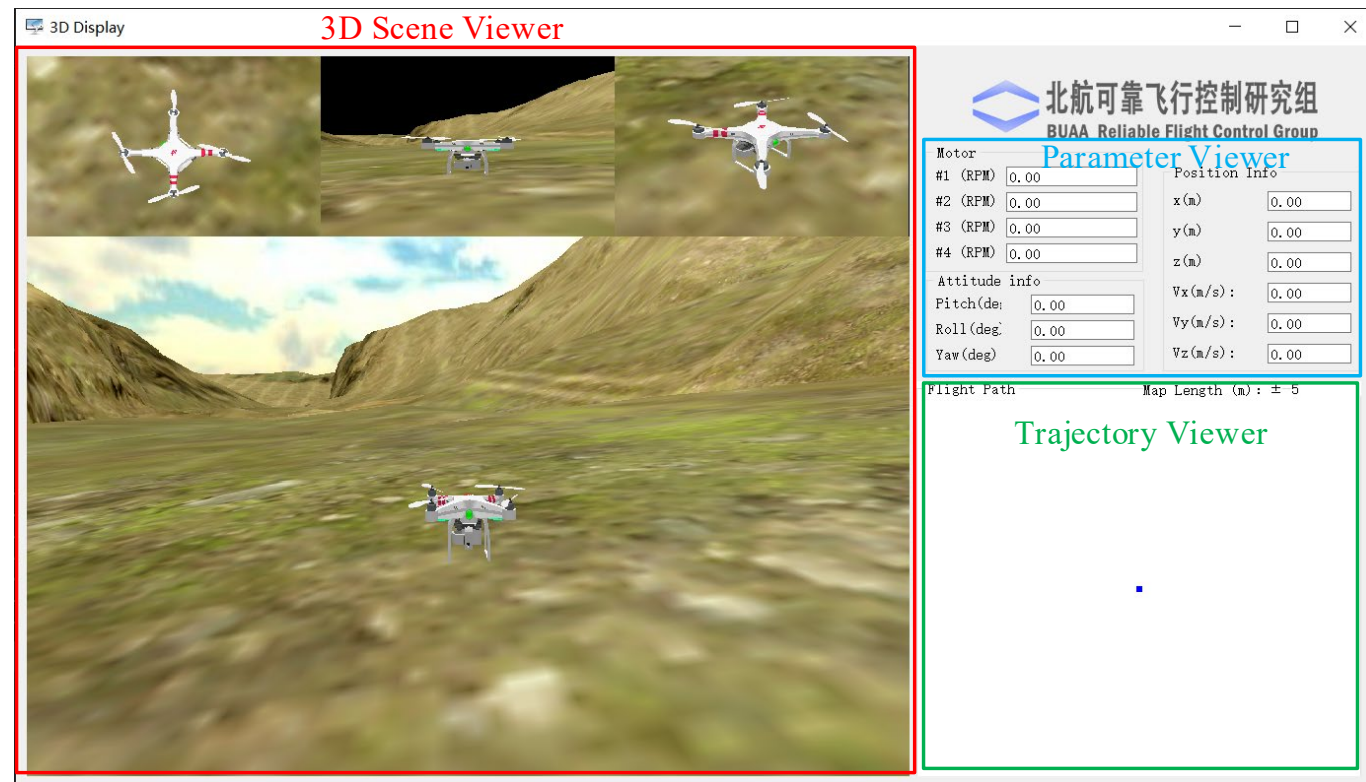 3D Display
3D Scene Viewer
北航可靠飞行控制研究组
BUAA Reliable Flight Control Group
Parameter Viewer
Motor
#1 (RPM) 0.00
#2 (RPM) 0.00
#3 (RPM) 0.00
#4 (RPM) 0.00
Attitude info
Pitch(de
0.00
Roll(deg
0.00
Yaw(deg) 0.00
Position Info
x(m) 0.00
y(m) 0.00
z(m) 0.00
Vx(m/s): 0.00
Vy(m/s): 0.00
Vz(m/s): 0.00
Flight Path
Map Length (m): ± 5
Trajectory Viewer